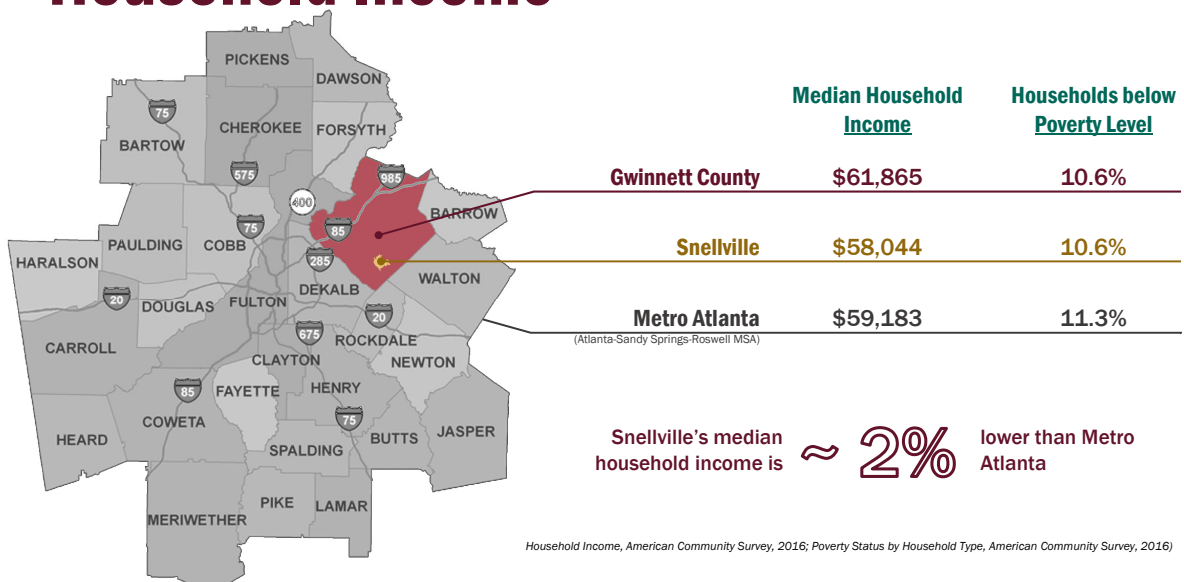 Household Income
PICKENS
DAWSON
75
CHEROKEE
FORSYTH
BARTOW
575
985
400
BARROW
75
85
PAULDING
COBB
HARALSON
285
WALTON
DEKALB
20
DOUGLAS
FULTON
20
675
ROCKDALE
CARROLL
CLAYTON
NEWTON
85
FAYETTE
HENRY
COWETA
75
HEARD
BUTTS
JASPER
SPALDING
PIKE
LAMAR
MERIWETHER
Median Household Income
Households below Poverty Level
Gwinnett County $61,865 10.6%
Snellville $58,044 10.6%
Metro Atlanta $59,183 11.3%
(Atlanta-Sandy Springs-Roswell MSA)
Snellville's median
household income is
~ 2%
lower than Metro
Atlanta
Household Income, American Community Survey, 2016; Poverty Status by Household Type, American Community Survey, 2016)